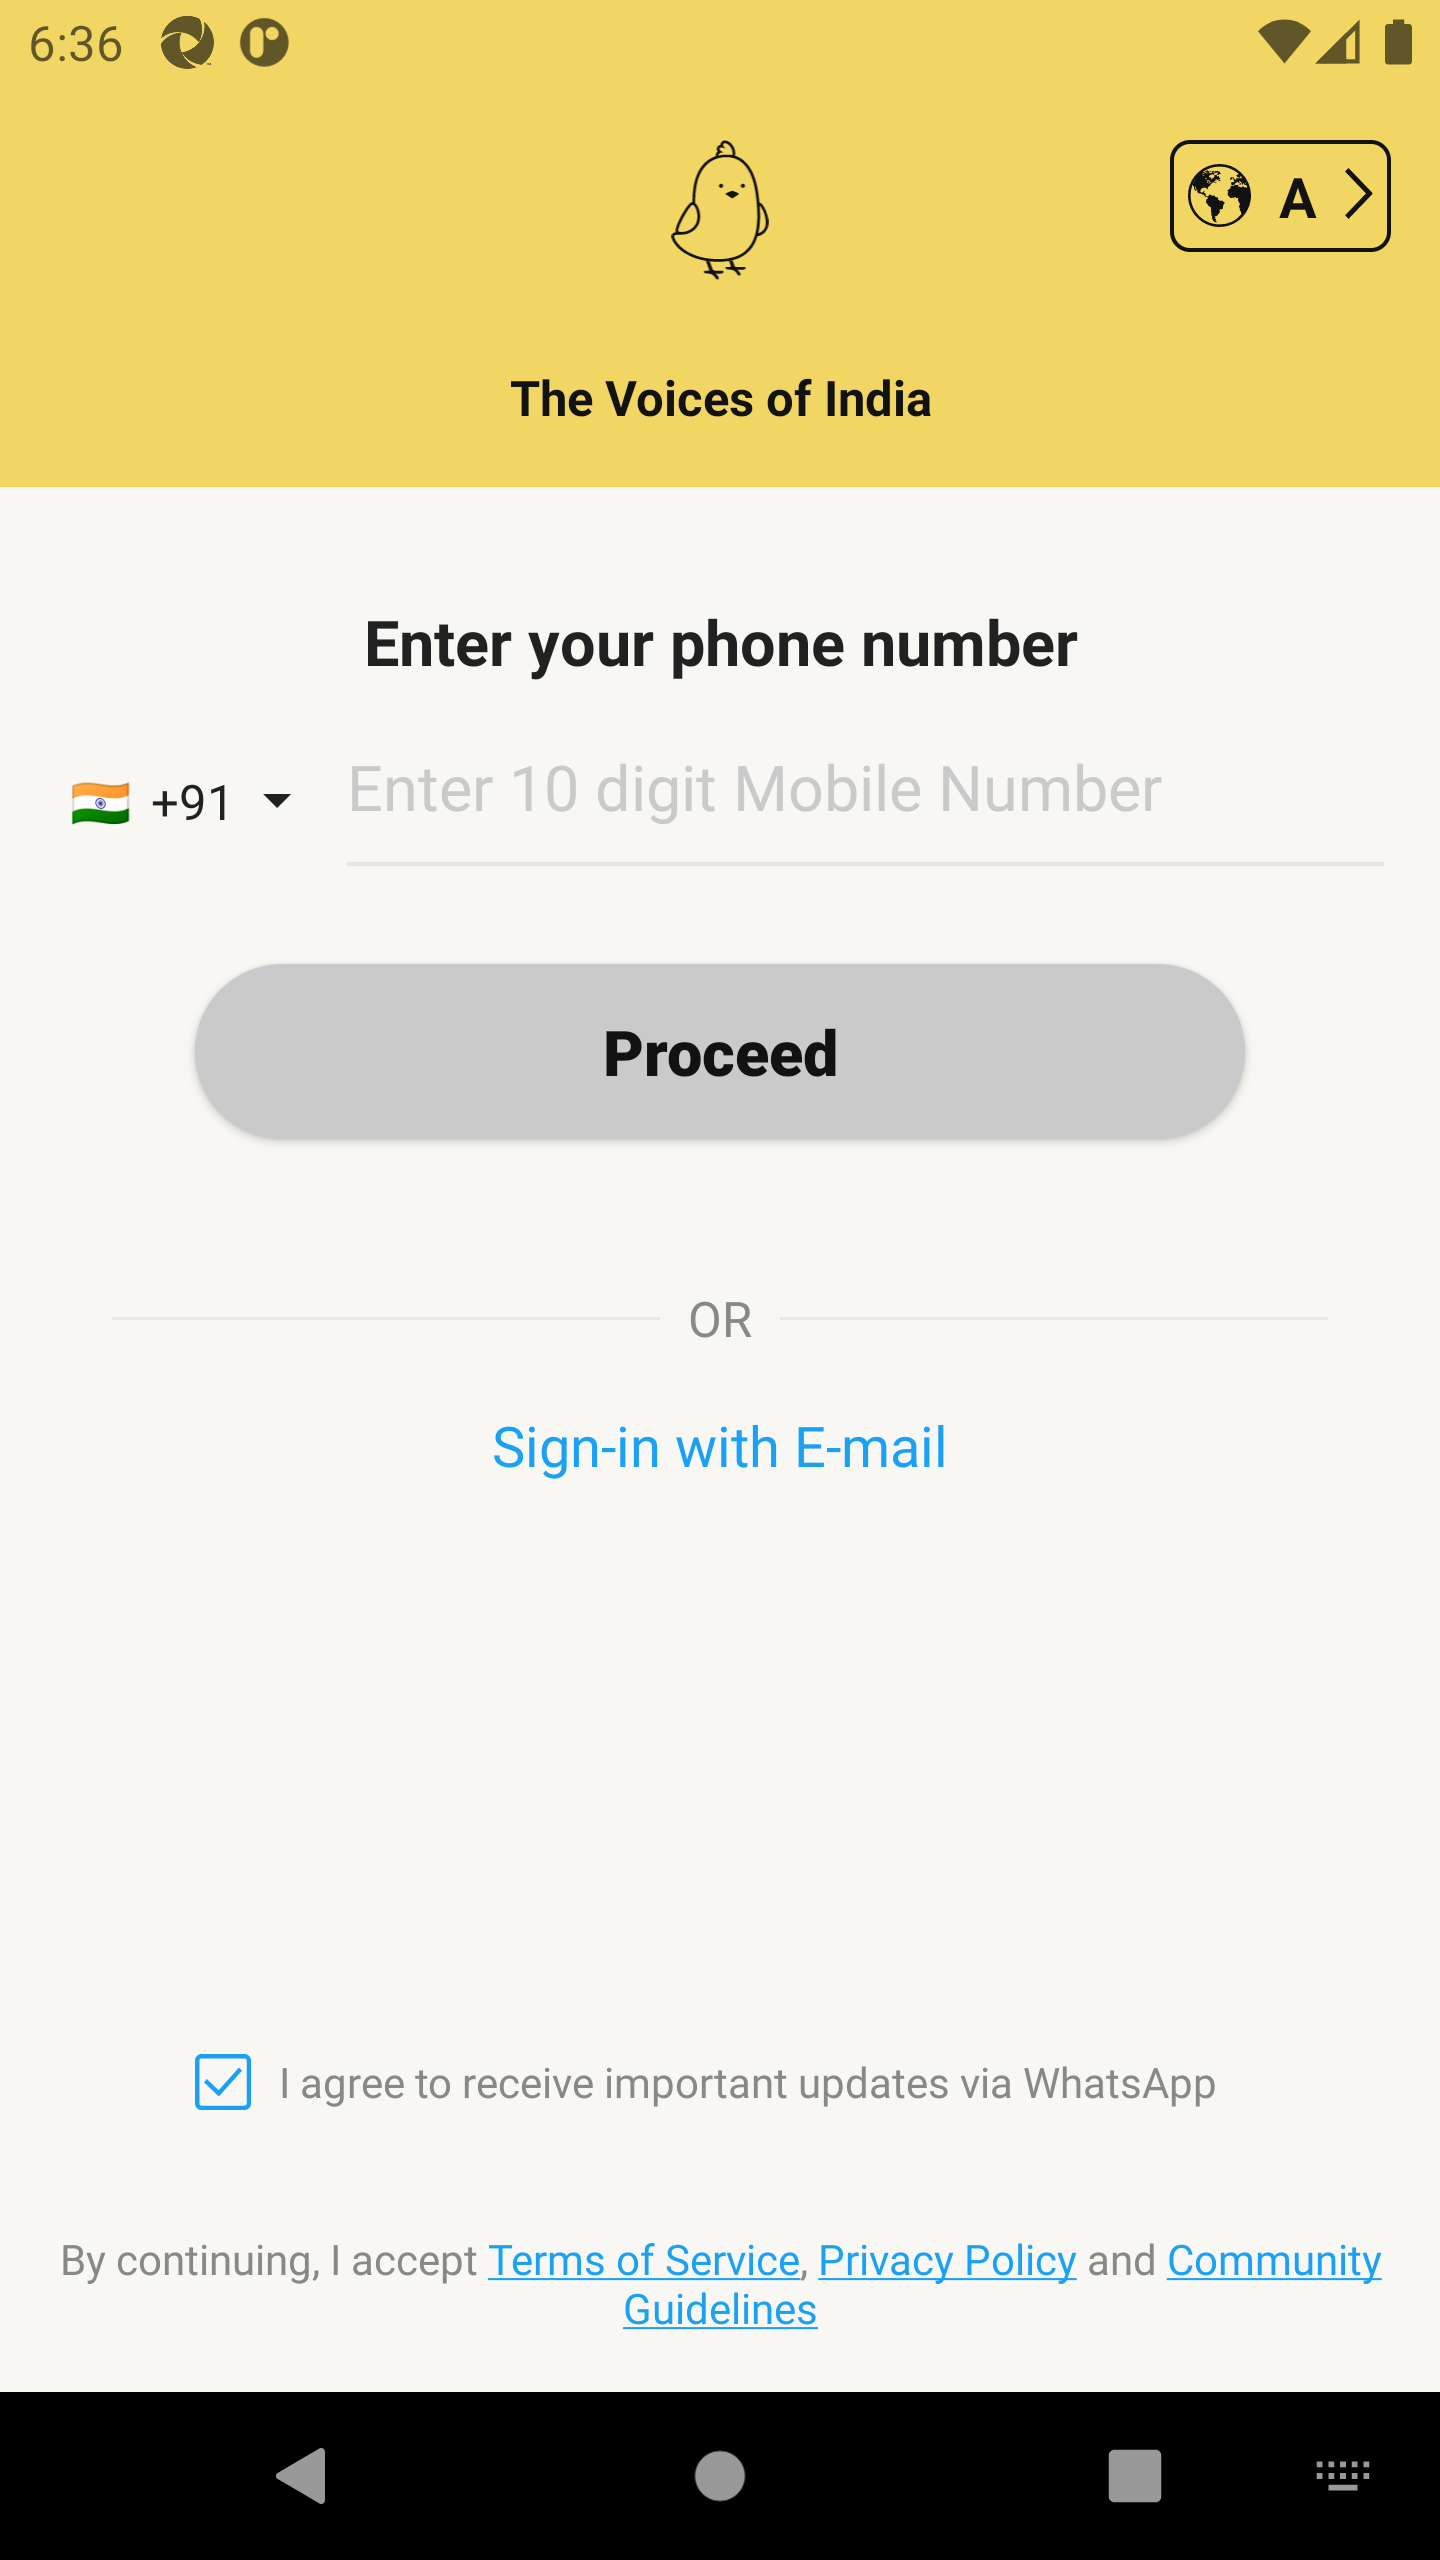 6:36
A
The Voices of India
Enter your phone number
🇮🇳 +91
Enter 10 digit Mobile Number
Proceed
OR
Sign-in with E-mail
I agree to receive important updates via WhatsApp
By continuing, I accept Terms of Service, Privacy Policy and Community
Guidelines